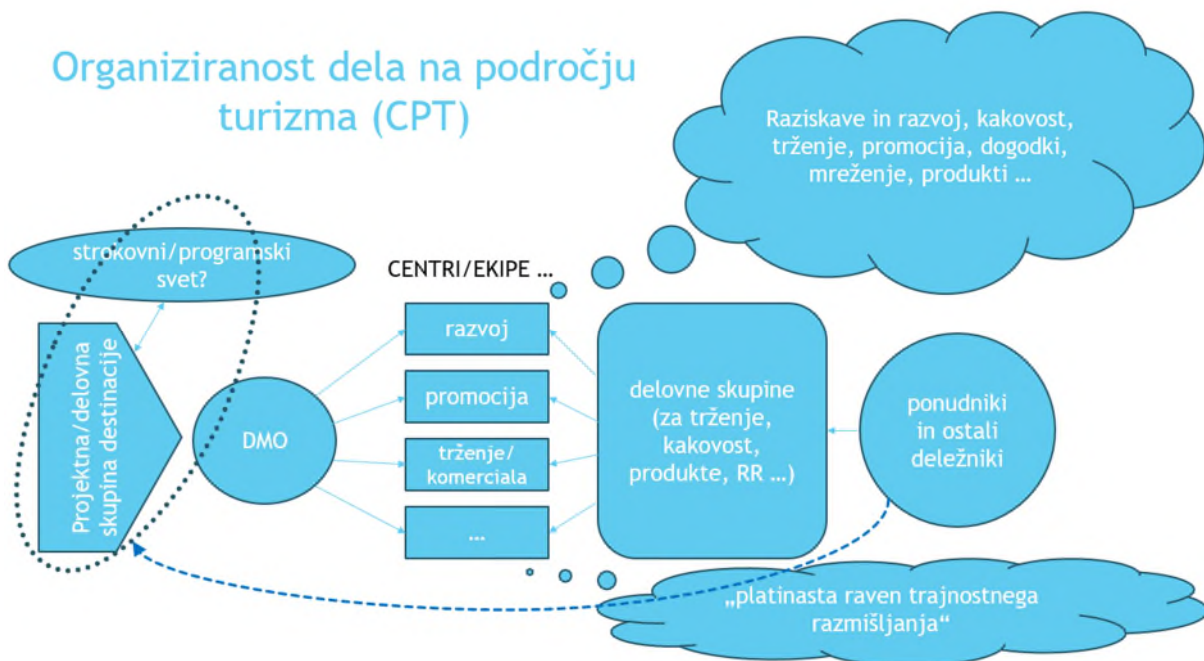 Organiziranost dela na področju
turizma (CPT)
Raziskave in razvoj, kakovost,
trženje, promocija, dogodki,
mreženje, produkti …
strokovni/programski
svet?
CENTRI/EKIPE …
Projektna/delovna
skupina destinacije
DMO
razvoj
promocija
trženje/
komerciala
…
delovne skupine
(za trženje,
kakovost,
produkte, RR …)
ponudniki
in ostali
deležniki
„platinasta raven trajnostnega
razmišljanja“